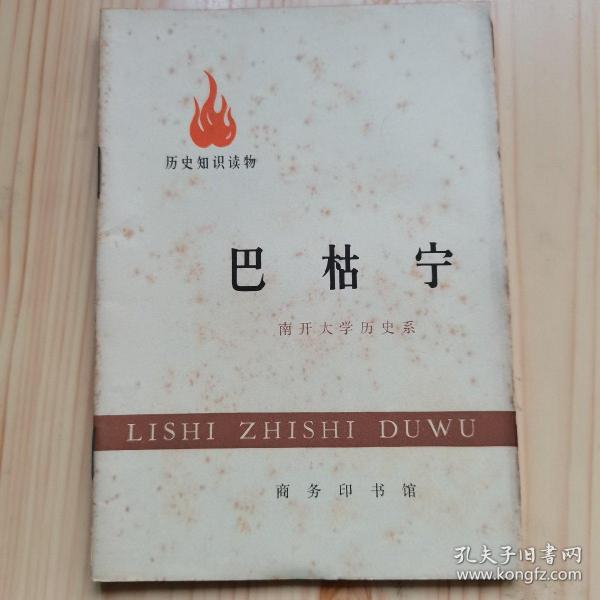 历史知识读物
巴枯宁
南开大学历史系
LISHI ZHISHI DUWU
商务印书馆
孔夫子旧书网
www.kongfz.com